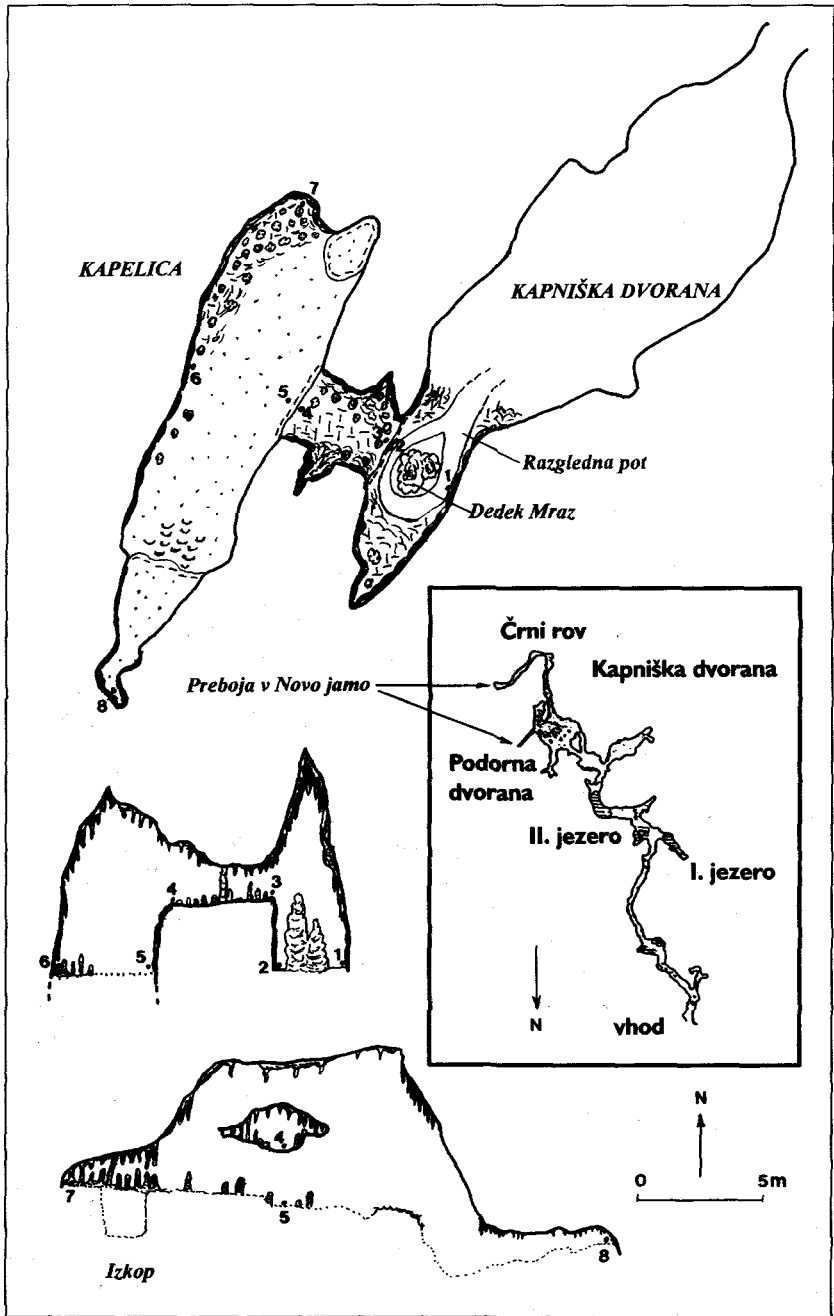 7
KAPELICA
KAPNIŠKA DVORANA
6
5
4
Razgledna pot
1
Dedek Mraz
8
Črni rov
Kapniška dvorana
Preboja v Novo jamo
Podorna
dvorana
II. jezero
I. jezero
N
vhod
4
3
6
5
2
1
N
4
0
5m
7
5
8
Izkop